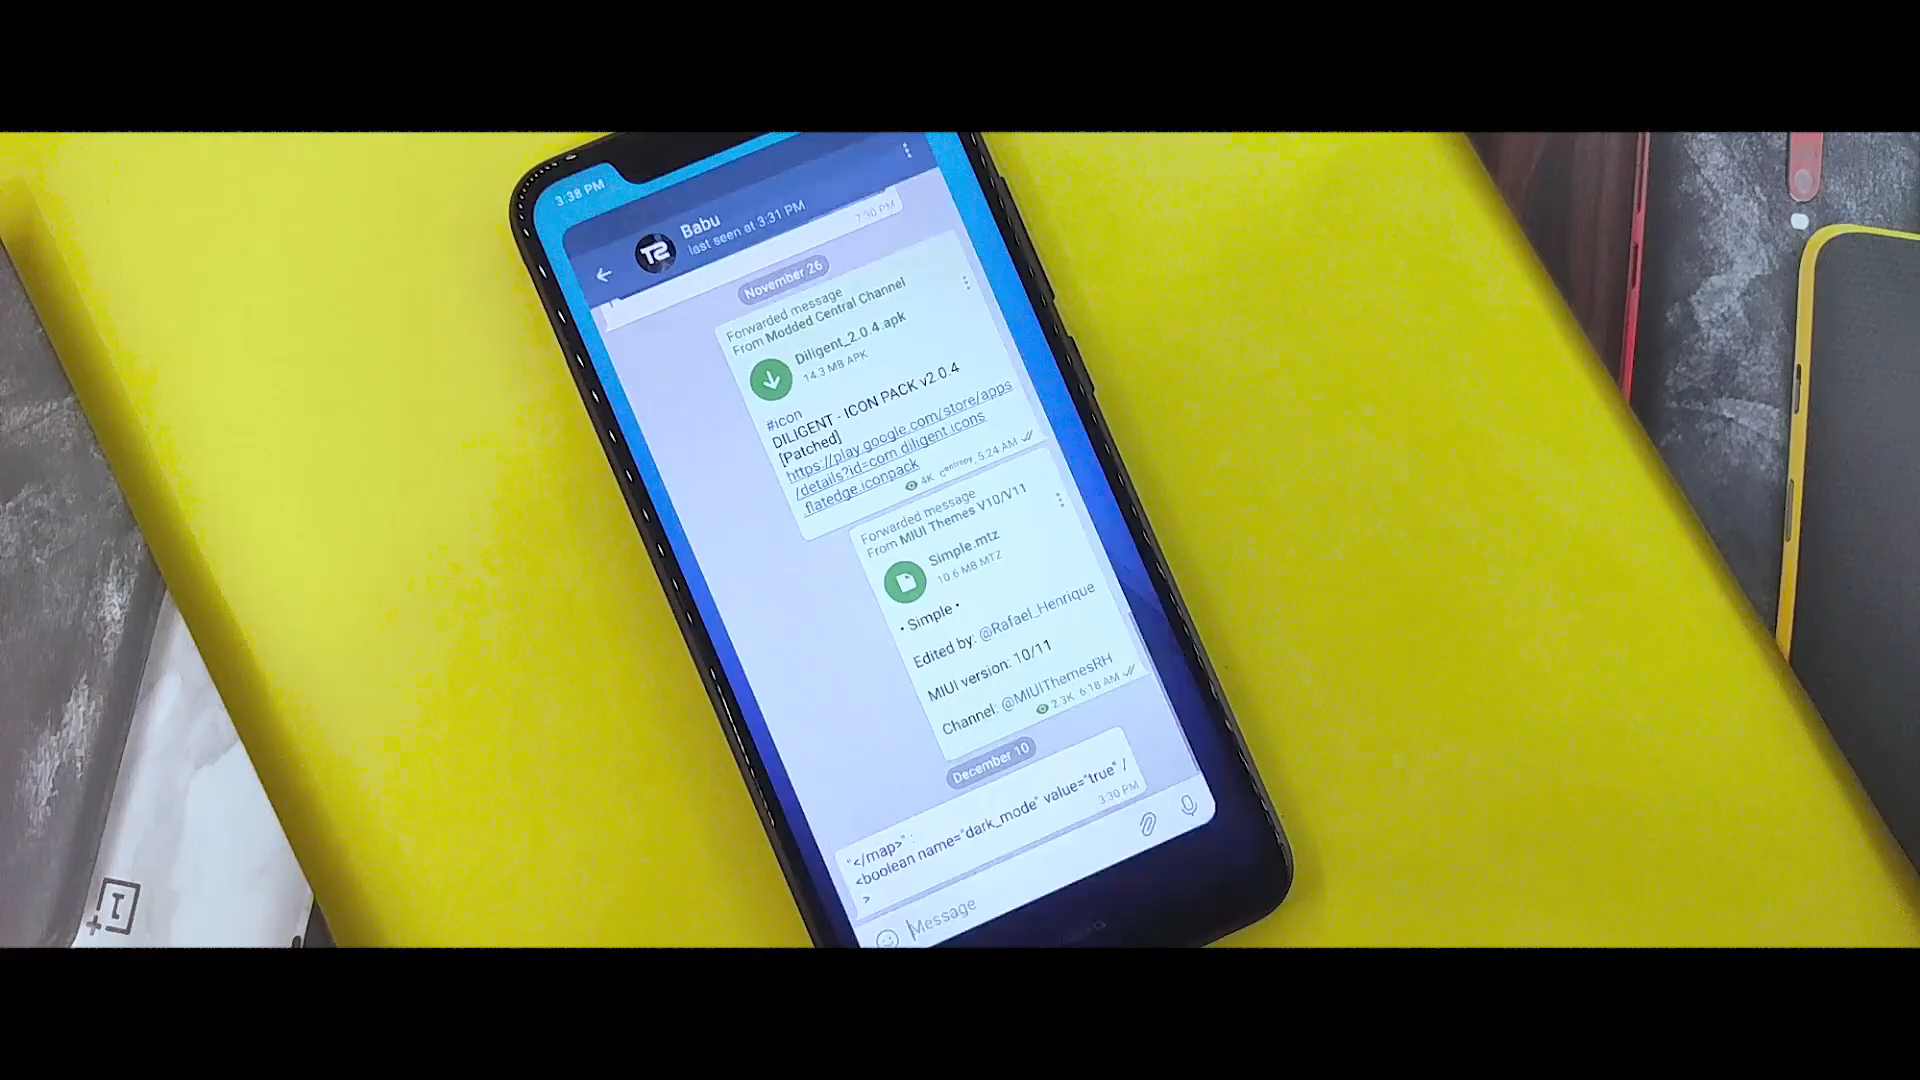 3:38 PM
Babu
last seen at 3:31 PM
7:30 PM
November 26
Forwarded message
From Modded Central Channel
Diligent_2.0.4.apk
14.3 MB APK
#icon
DILIGENT - ICON PACK v2.0.4
[Patched]
https://play.google.com/store/apps
/details?id=com.diligent.icons
.flatedge.iconpack
4K centropy, 5:24 AM
Forwarded message
From MIUI Themes V10/V11
Simple.mtz
10.6 MB MTZ
• Simple •
Edited by: @Rafael_Henrique
MIUI version: 10/11
Channel: @MIUIThemesRH
2.3K 6:18 AM
December 10
"</map>" :
<boolean name="dark_mode" value="true" /
>
3:30 PM
Message